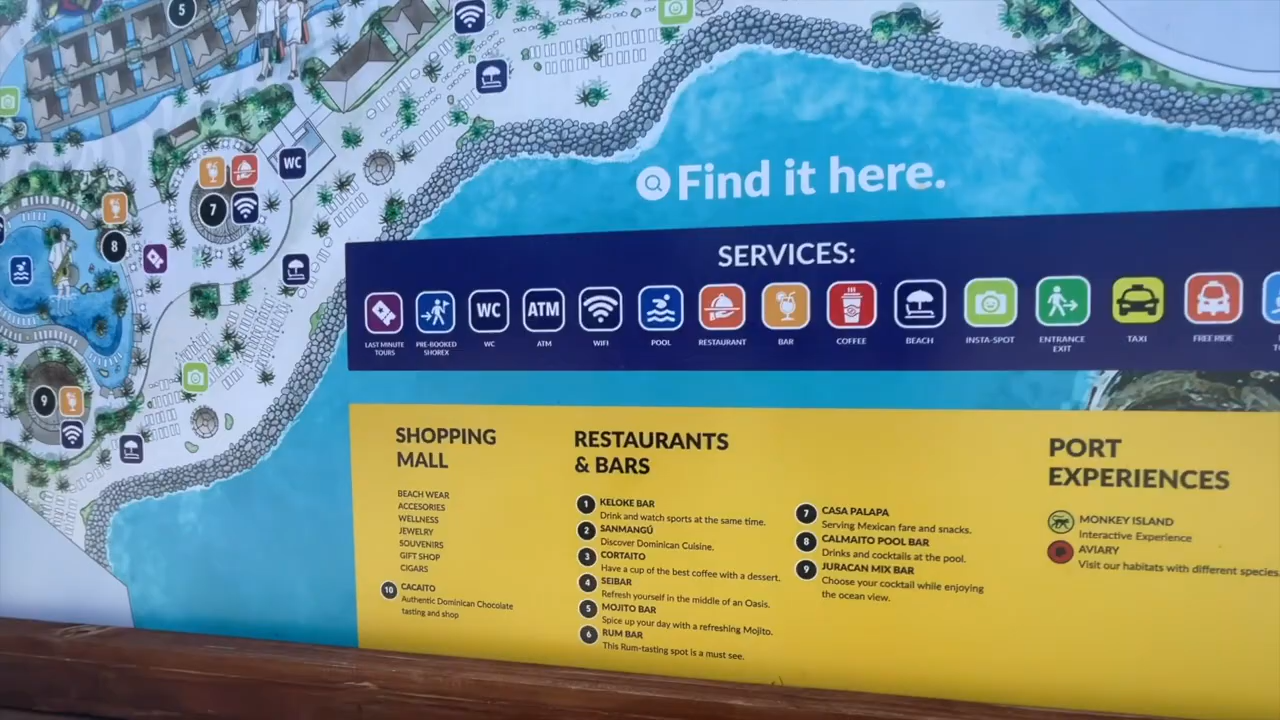 5
WC
7
8
9
Find it here.
SERVICES:
WC
ATM
LAST MINUTE
TOURS
PRE-BOOKED
SHOREX
WC
ATM
WIFI
POOL
RESTAURANT
BAR
COFFEE
BEACH
INSTA-SPOT
ENTRANCE
EXIT
TAXI
FREE RIDE
SHOPPING
MALL
BEACH WEAR
ACCESORIES
WELLNESS
JEWELRY
SOUVENIRS
GIFT SHOP
CIGARS
10 CACAITO
Authentic Dominican Chocolate
tasting and shop
RESTAURANTS
& BARS
1 KELOKE BAR
Drink and watch sports at the same time.
2 SANMANGÚ
Discover Dominican Cuisine.
3 CORTAITO
Have a cup of the best coffee with a dessert.
4 SEIBAR
Refresh yourself in the middle of an Oasis.
5 MOJITO BAR
Spice up your day with a refreshing Mojito.
6 RUM BAR
This Rum-tasting spot is a must see.
7 CASA PALAPA
Serving Mexican fare and snacks.
8 CALMAITO POOL BAR
Drinks and cocktails at the pool.
9 JURACAN MIX BAR
Choose your cocktail while enjoying
the ocean view.
PORT
EXPERIENCES
MONKEY ISLAND
Interactive Experience
AVIARY
Visit our habitats with different species.